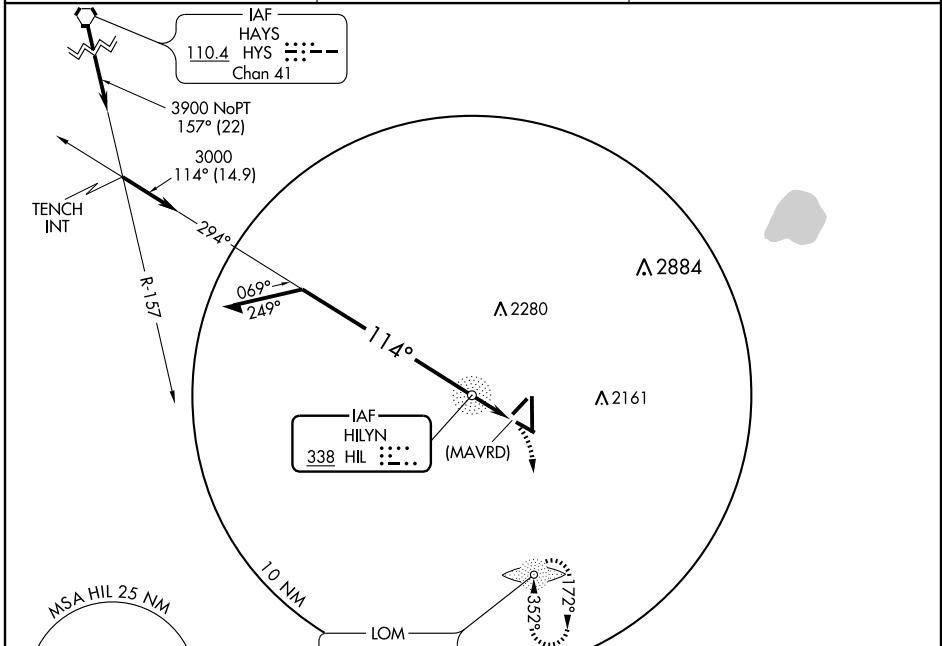 IAF
HAYS
110.4 HYS
Chan 41
3900 NoPT
157° (22)
3000
114° (14.9)
TENCH
INT
294°
R-157
069°
249°
114°
2884
2280
2161
IAF
HILYN
338 HIL
(MAVRD)
10 NM
MSA HIL 25 NM
LOM
352°
172°